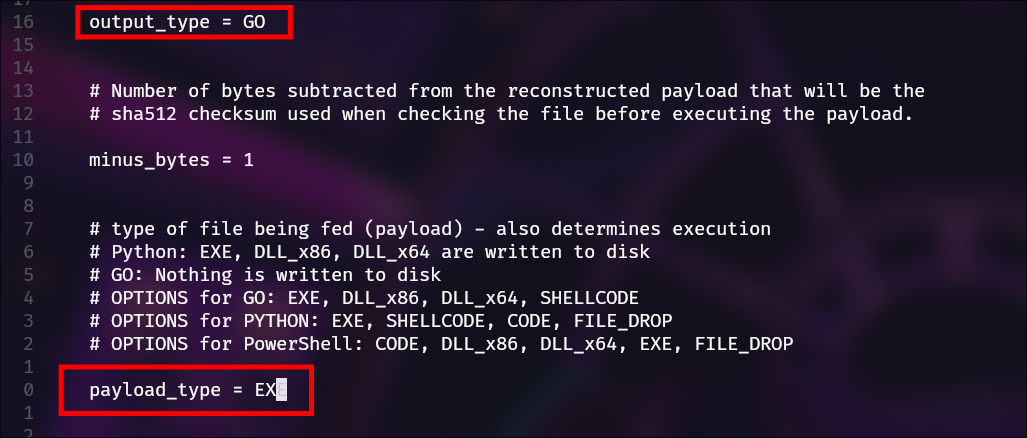 17
16 output_type = GO
15
14
13 # Number of bytes subtracted from the reconstructed payload that will be the
12 # sha512 checksum used when checking the file before executing the payload.
11
10 minus_bytes = 1
9
8
7 # type of file being fed (payload) - also determines execution
6 # Python: EXE, DLL_x86, DLL_x64 are written to disk
5 # GO: Nothing is written to disk
4 # OPTIONS for GO: EXE, DLL_x86, DLL_x64, SHELLCODE
3 # OPTIONS for PYTHON: EXE, SHELLCODE, CODE, FILE_DROP
2 # OPTIONS for PowerShell: CODE, DLL_x86, DLL_x64, EXE, FILE_DROP
1
0 payload_type = EXE
1
2